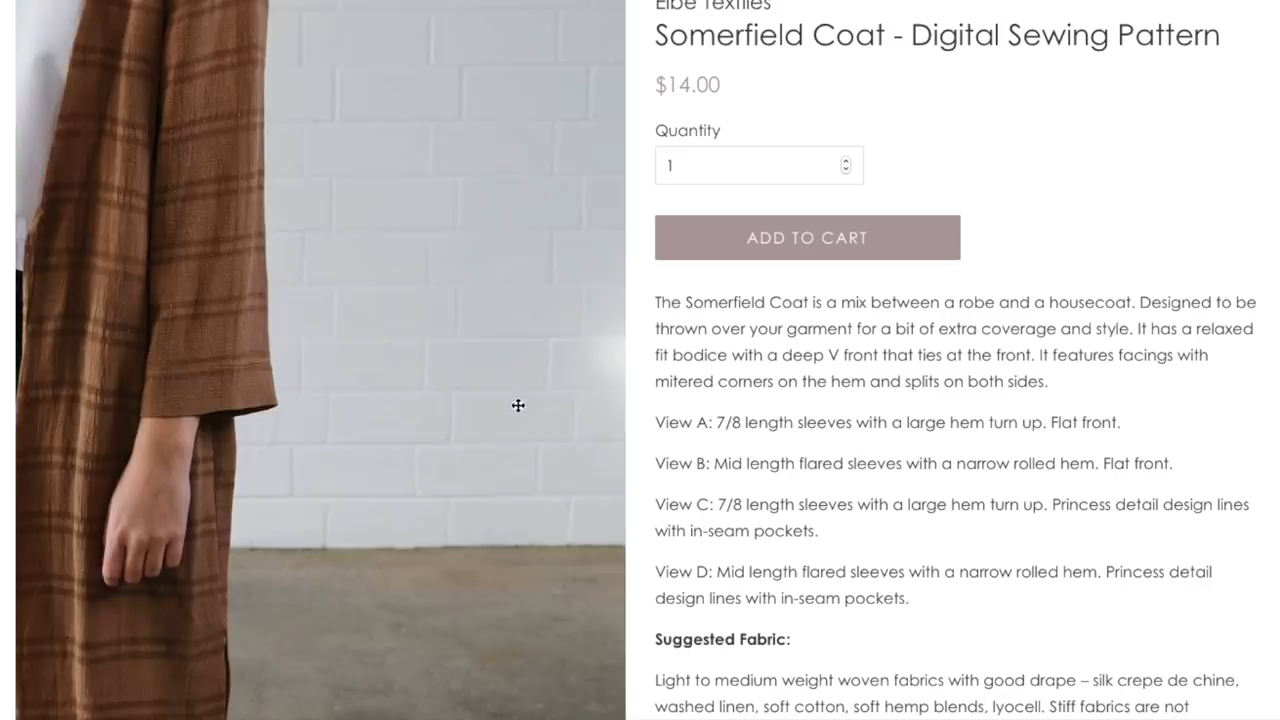 Elbe Textiles
Somerfield Coat - Digital Sewing Pattern
$14.00
Quantity
1
ADD TO CART
The Somerfield Coat is a mix between a robe and a housecoat. Designed to be
thrown over your garment for a bit of extra coverage and style. It has a relaxed
fit bodice with a deep V front that ties at the front. It features facings with
mitered corners on the hem and splits on both sides.
View A: 7/8 length sleeves with a large hem turn up. Flat front.
View B: Mid length flared sleeves with a narrow rolled hem. Flat front.
View C: 7/8 length sleeves with a large hem turn up. Princess detail design lines
with in-seam pockets.
View D: Mid length flared sleeves with a narrow rolled hem. Princess detail
design lines with in-seam pockets.
Suggested Fabric:
Light to medium weight woven fabrics with good drape – silk crepe de chine,
washed linen, soft cotton, soft hemp blends, lyocell. Stiff fabrics are not